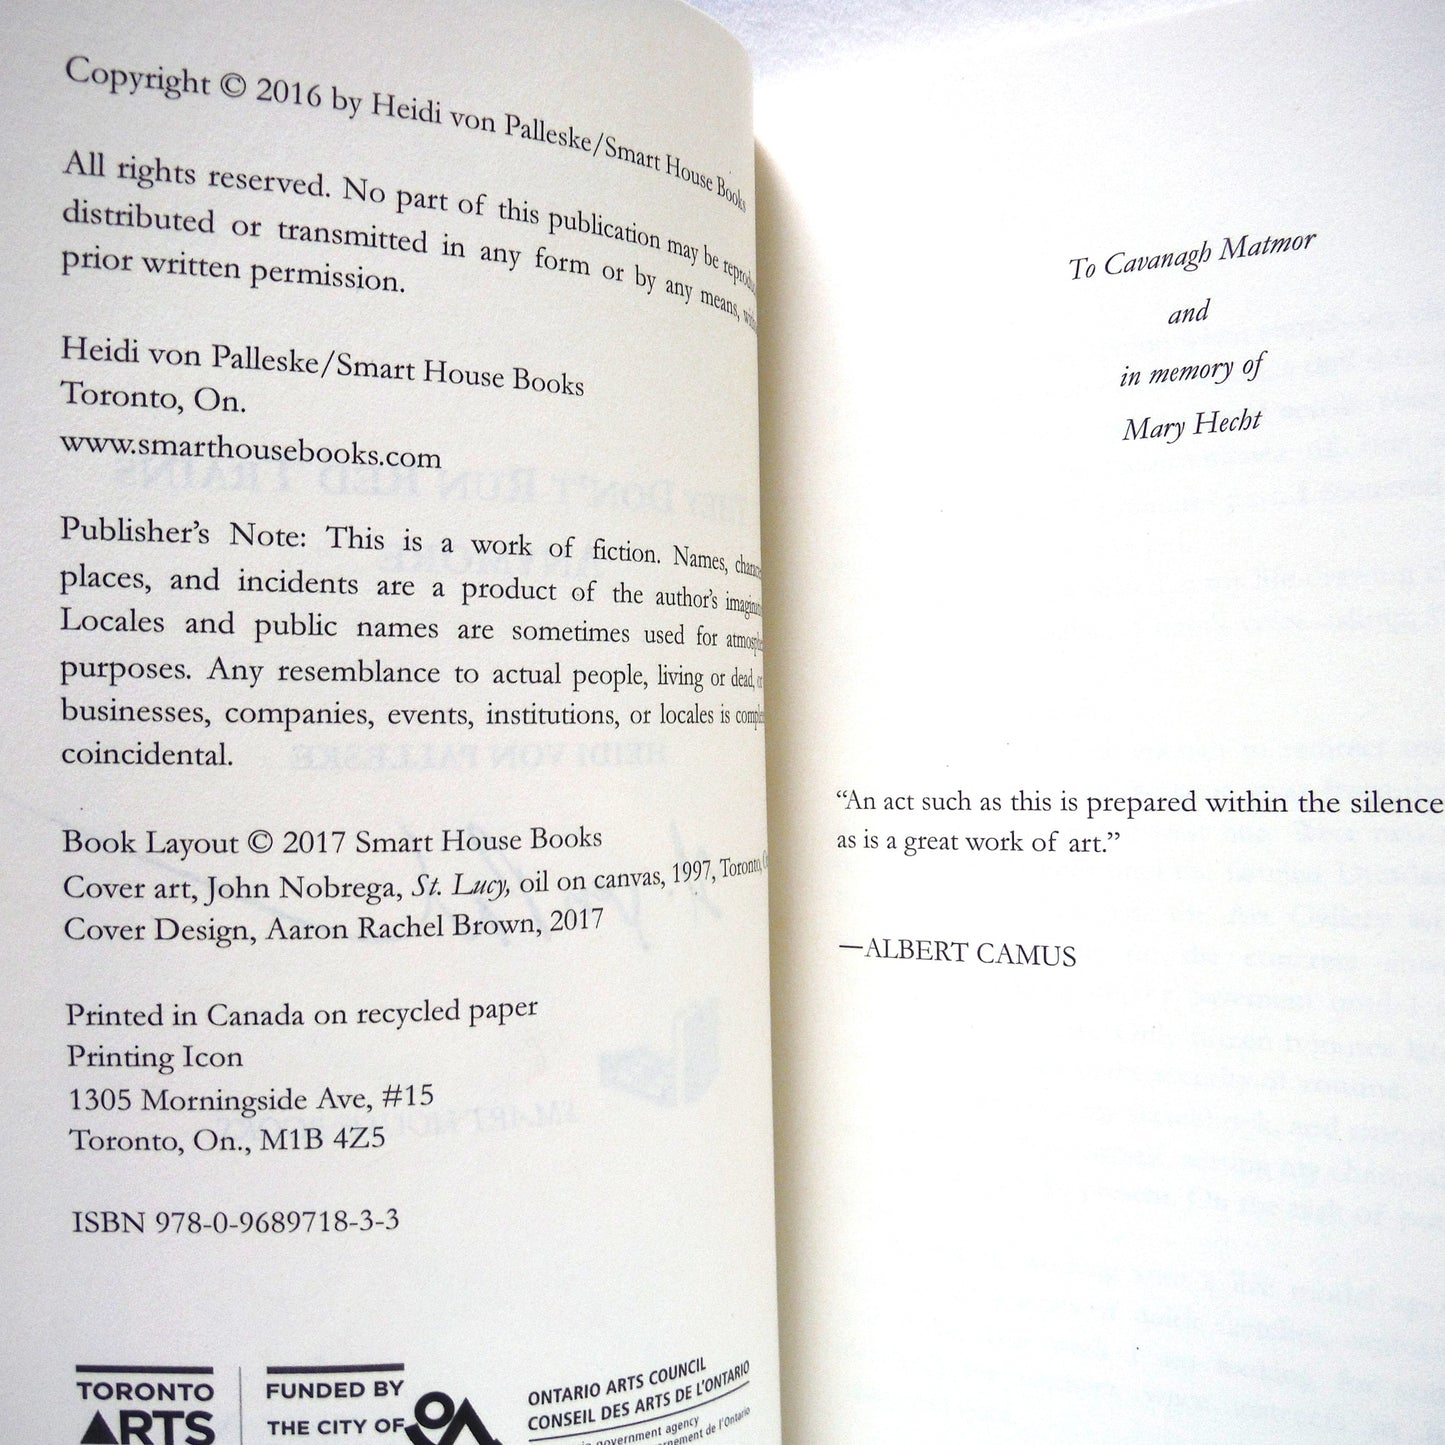 Copyright © 2016 by Heidi von Palleske/Smart House Books
All rights reserved. No part of this publication may be
distributed or transmitted in any form or by any means,
prior written permission.
Heidi von Palleske/Smart House Books
Toronto, On.
www.smarthousebooks.com
Publisher's Note: This is a work of fiction. Names,
places, and incidents are a product of the author's
Locales and public names are sometimes used for
purposes. Any resemblance to actual people, living or dead,
businesses, companies, events, institutions, or locales is
coincidental.
Book Layout © 2017 Smart House Books
Cover art, John Nobrega, St. Lucy, oil on canvas, 1997, Toronto,
Cover Design, Aaron Rachel Brown, 2017
Printed in Canada on recycled paper
Printing Icon
1305 Morningside Ave, #15
Toronto, On., M1B 4Z5
ISBN 978-0-9689718-3-3
TORONTO
ARTS
FUNDED BY
THE CITY OF
ONTARIO ARTS COUNCIL
CONSEIL DES ARTS DE L'ONTARIO
government agency
de l'Ontario
To Cavanagh Matmor
and
in memory of
Mary Hecht
“An act such as this is prepared within the silence
as is a great work of art.”
—ALBERT CAMUS